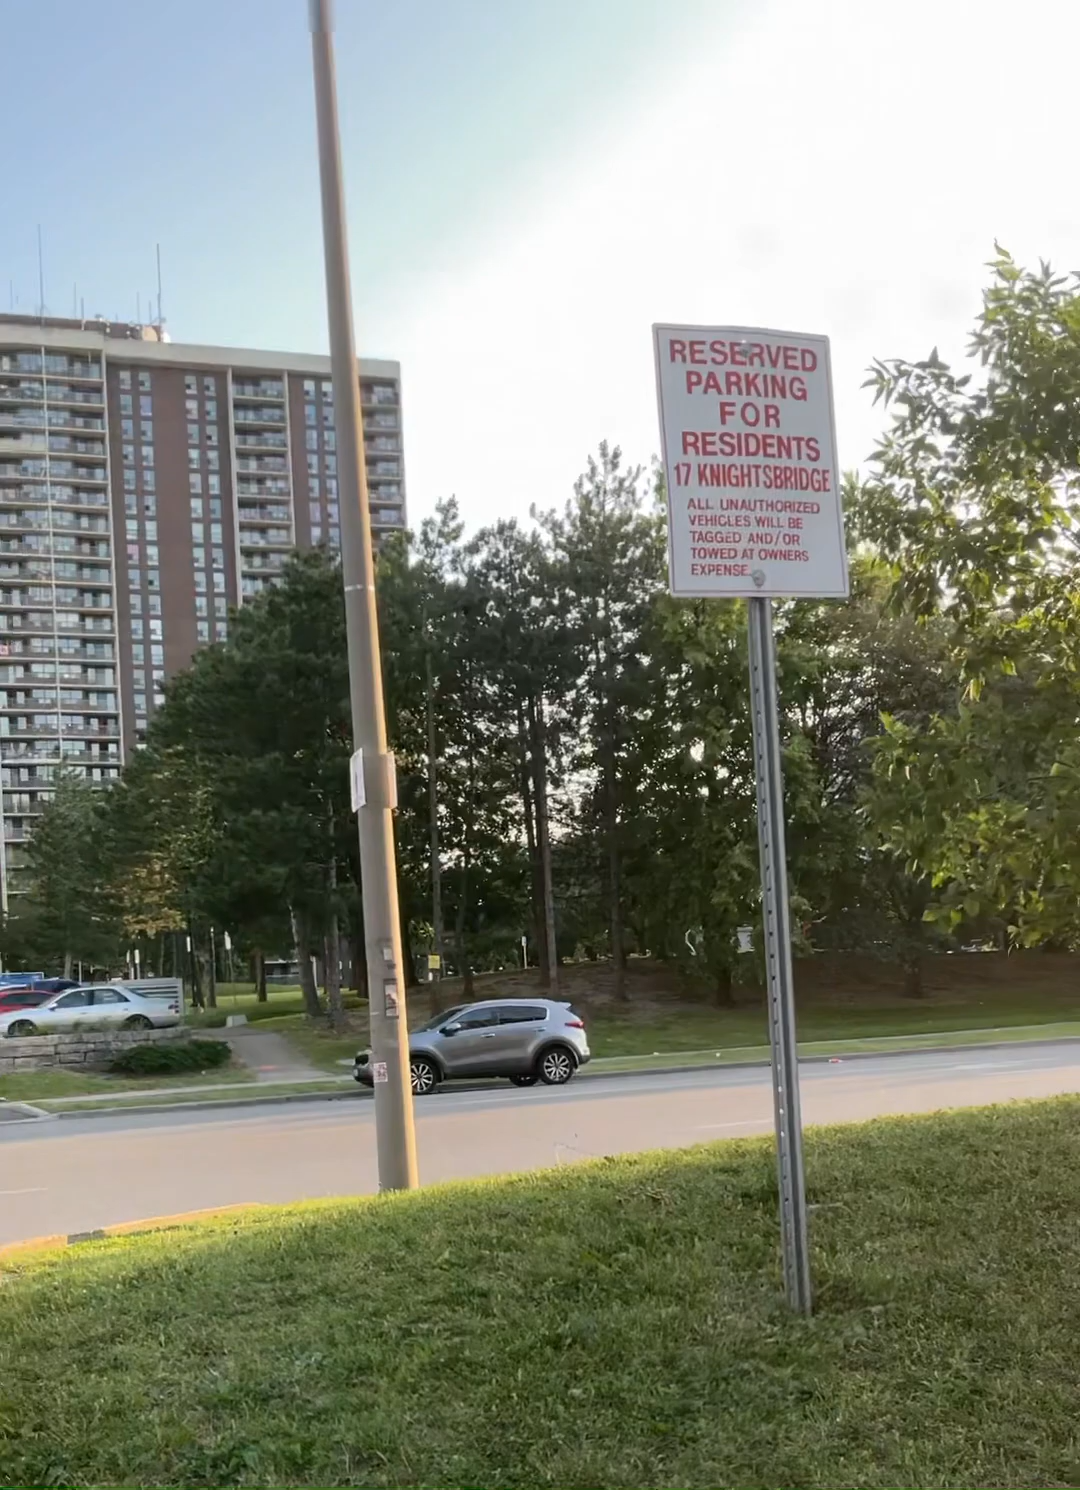 RESERVED
PARKING
FOR
RESIDENTS
17 KNIGHTSBRIDGE
ALL UNAUTHORIZED
VEHICLES WILL BE
TAGGED AND/OR
TOWED AT OWNERS
EXPENSE